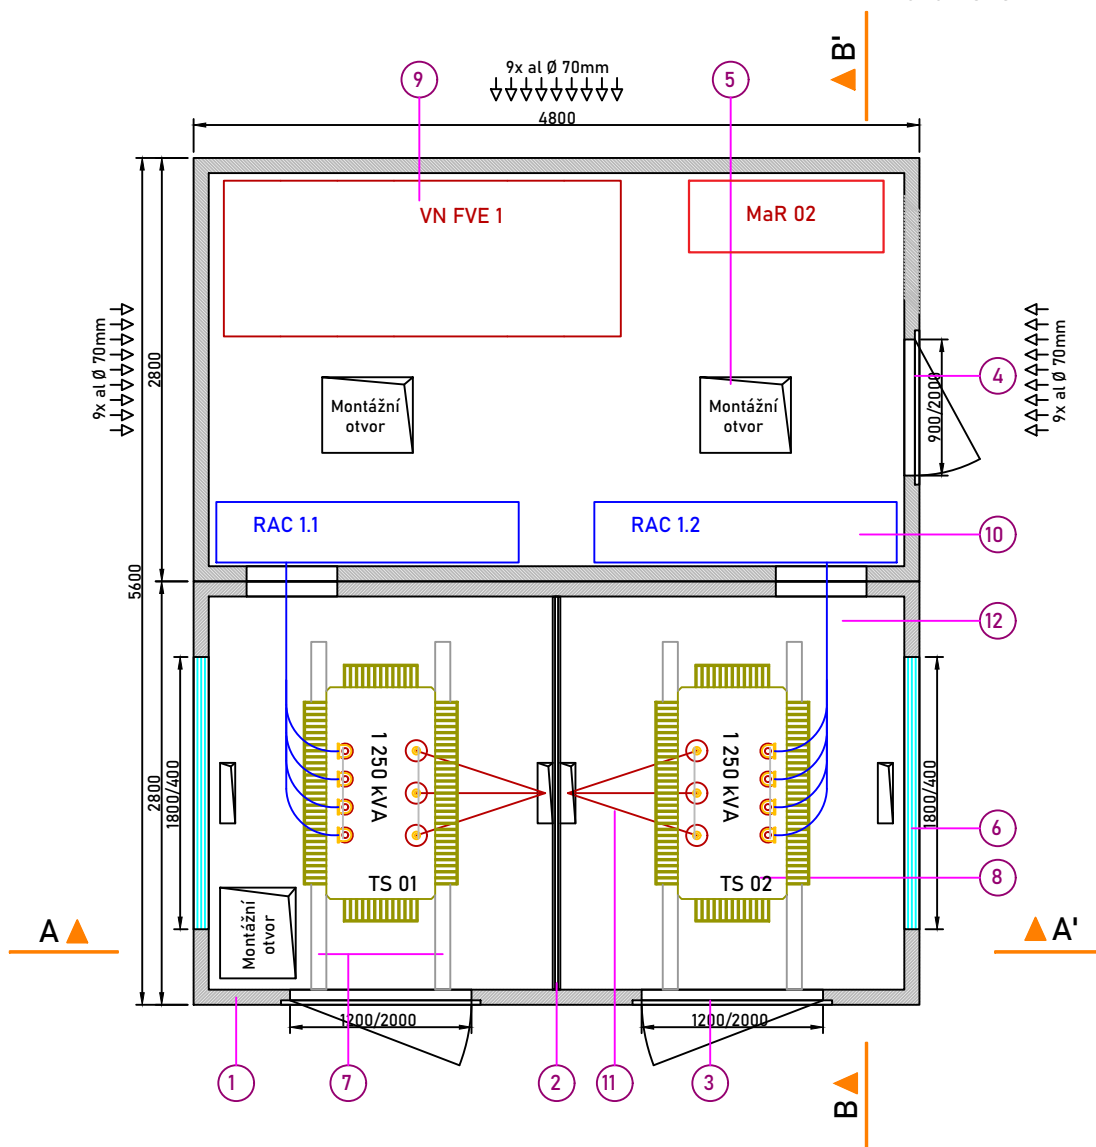 B'
9
9x al Ø 70mm
5
4800
VN FVE 1
MaR 02
9x al Ø 70mm
2800
4
900/2000
9x al Ø 70mm
Montážní
otvor
Montážní
otvor
RAC 1.1
RAC 1.2
10
5600
12
2800
1800/400
1 250 kVA
1 250 kVA
1800/400
6
TS 01
TS 02
8
Montážní
otvor
A
A'
1200/2000
1200/2000
1
7
2
11
3
B